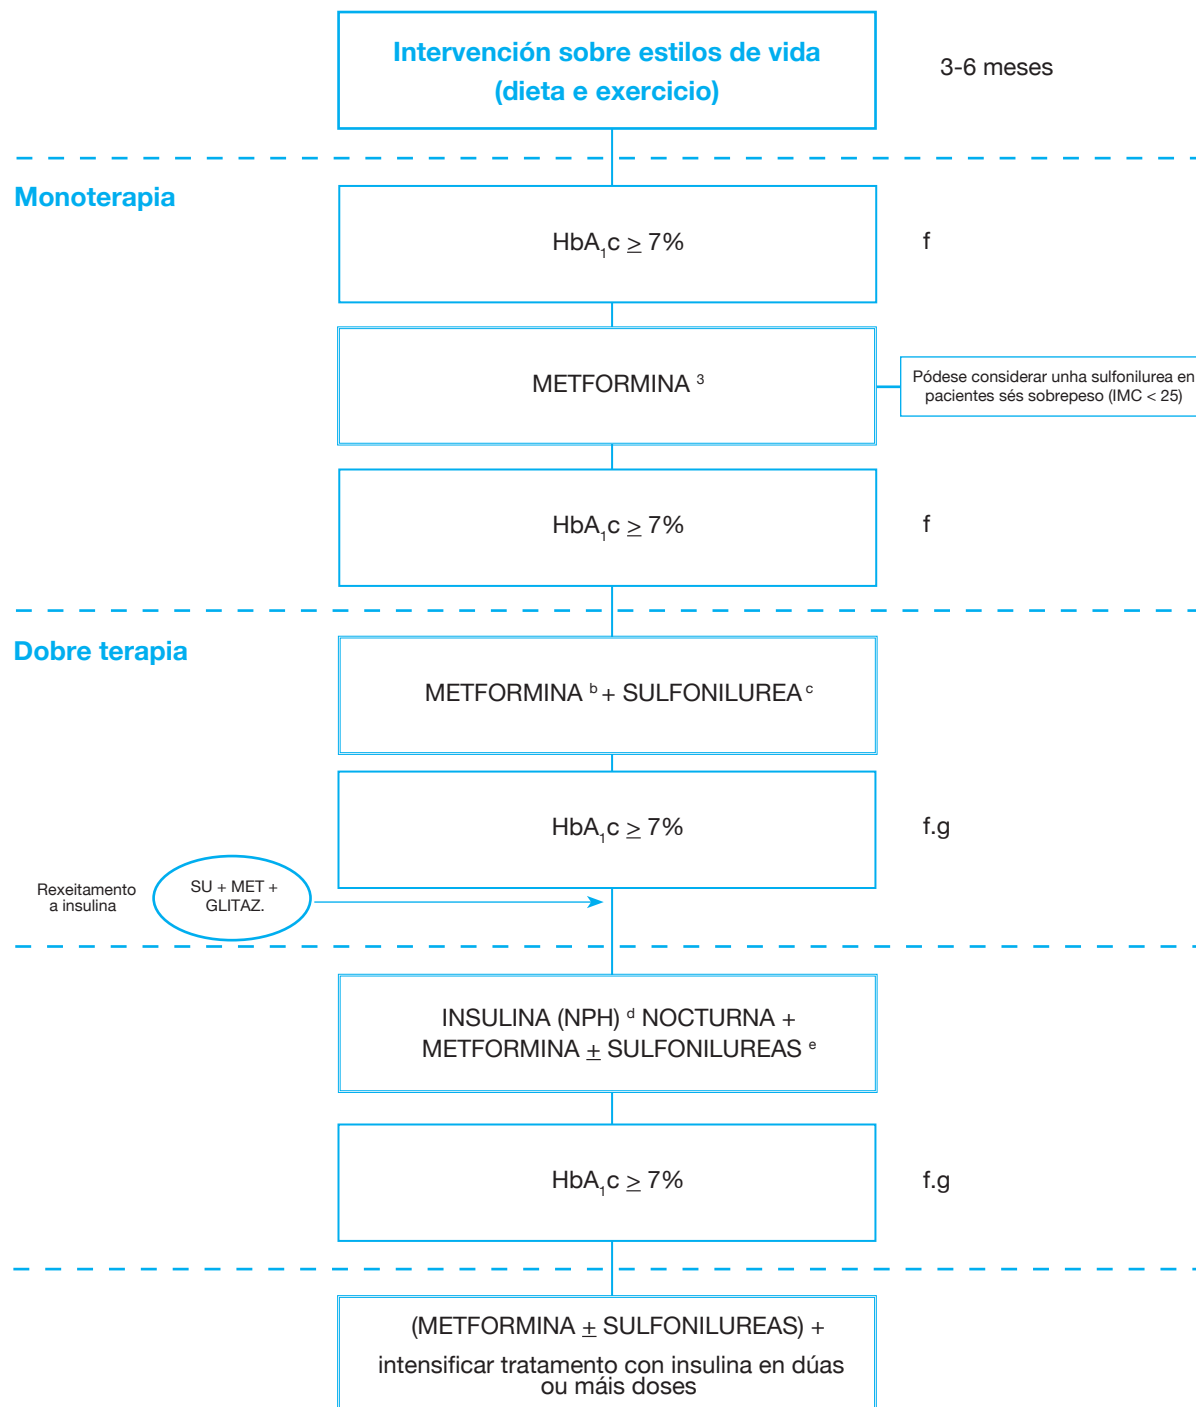 Intervención sobre estilos de vida
(dieta e exercicio)
3-6 meses
Monoterapia
HbA₁c ≥ 7%
f
METFORMINA ³
Pódese considerar unha sulfonilurea en
pacientes sés sobrepeso (IMC < 25)
HbA₁c ≥ 7%
f
Dobre terapia
METFORMINA ᵇ + SULFONILUREA ᶜ
HbA₁c ≥ 7%
f.g
Rexeitamento
a insulina
SU + MET +
GLITAZ.
INSULINA (NPH) ᵈ NOCTURNA +
METFORMINA ± SULFONILUREAS ᵉ
HbA₁c ≥ 7%
f.g
(METFORMINA ± SULFONILUREAS) +
intensificar tratamento con insulina en dúas
ou máis doses